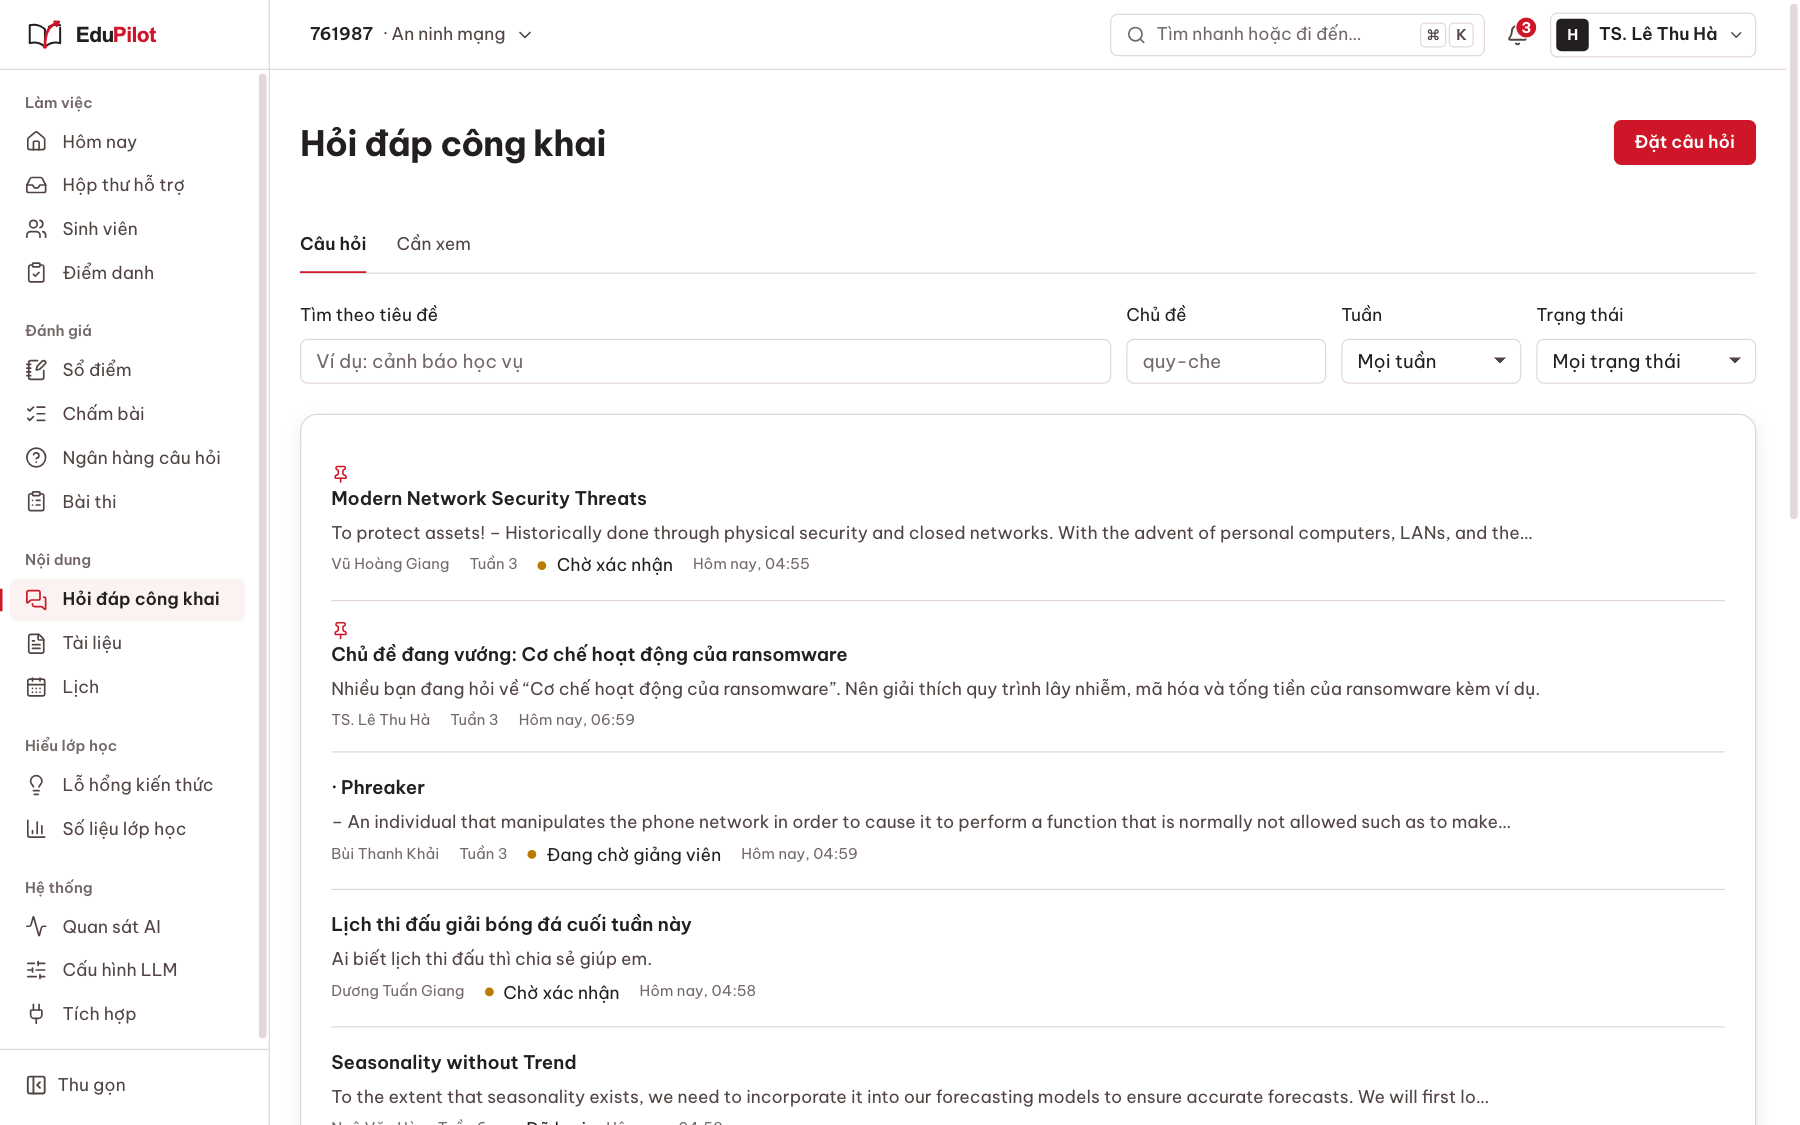 EduPilot
761987 · An ninh mạng
Tìm nhanh hoặc đi đến...
⌘ K
3
H
TS. Lê Thu Hà
Làm việc
Hôm nay
Hộp thư hỗ trợ
Sinh viên
Điểm danh
Đánh giá
Sổ điểm
Chấm bài
Ngân hàng câu hỏi
Bài thi
Nội dung
Hỏi đáp công khai
Tài liệu
Lịch
Hiểu lớp học
Lỗ hổng kiến thức
Số liệu lớp học
Hệ thống
Quan sát AI
Cấu hình LLM
Tích hợp
Thu gọn
Hỏi đáp công khai
Đặt câu hỏi
Câu hỏi Cần xem
Tìm theo tiêu đề Chủ đề Tuần Trạng thái
Ví dụ: cảnh báo học vụ quy-che Mọi tuần Mọi trạng thái
Modern Network Security Threats
To protect assets! – Historically done through physical security and closed networks. With the advent of personal computers, LANs, and the...
Vũ Hoàng Giang Tuần 3 Chờ xác nhận Hôm nay, 04:55
Chủ đề đang vướng: Cơ chế hoạt động của ransomware
Nhiều bạn đang hỏi về “Cơ chế hoạt động của ransomware”. Nên giải thích quy trình lây nhiễm, mã hóa và tống tiền của ransomware kèm ví dụ.
TS. Lê Thu Hà Tuần 3 Hôm nay, 06:59
· Phreaker
– An individual that manipulates the phone network in order to cause it to perform a function that is normally not allowed such as to make...
Bùi Thanh Khải Tuần 3 Đang chờ giảng viên Hôm nay, 04:59
Lịch thi đấu giải bóng đá cuối tuần này
Ai biết lịch thi đấu thì chia sẻ giúp em.
Dương Tuấn Giang Chờ xác nhận Hôm nay, 04:58
Seasonality without Trend
To the extent that seasonality exists, we need to incorporate it into our forecasting models to ensure accurate forecasts. We will first lo...